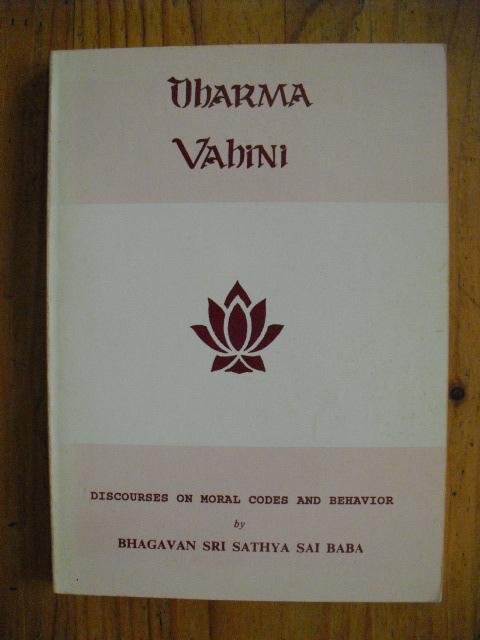 Dharma
Vahini
DISCOURSES ON MORAL CODES AND BEHAVIOR
by
BHAGAVAN SRI SATHYA SAI BABA